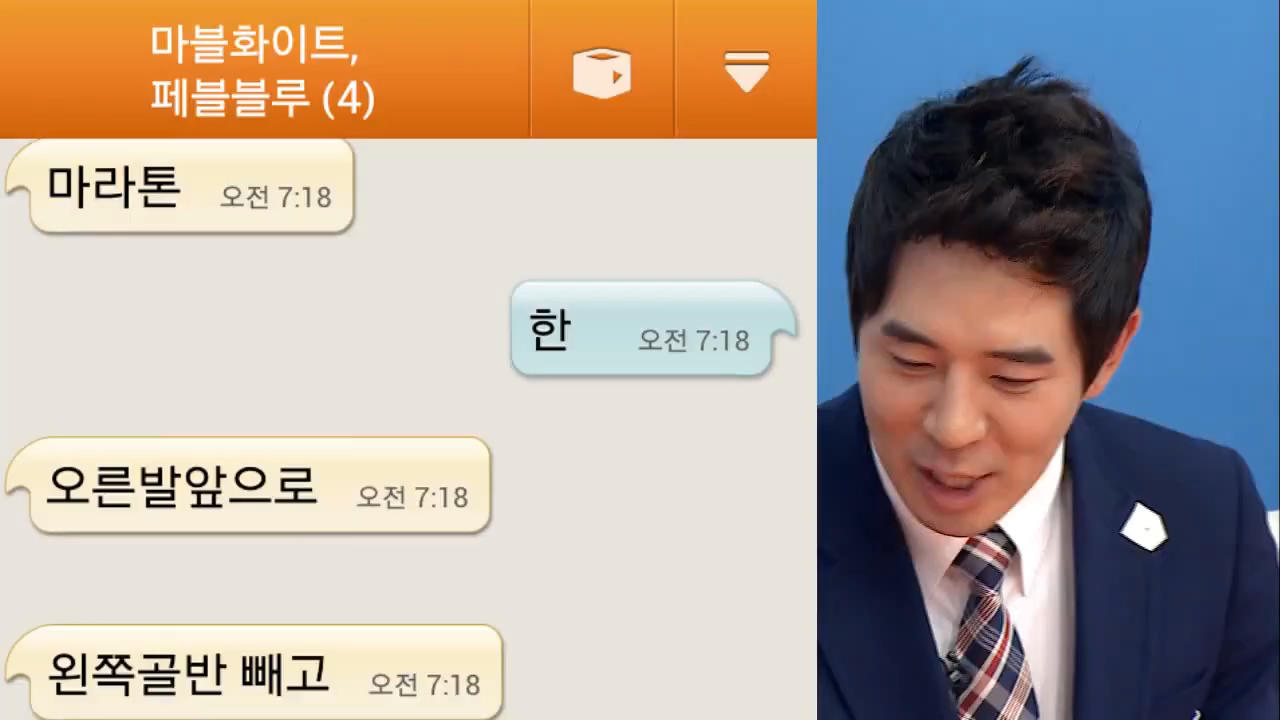 마블화이트,
페블블루 (4)
마라톤 오전 7:18
한 오전 7:18
오른발앞으로 오전 7:18
왼쪽골반 빼고 오전 7:18